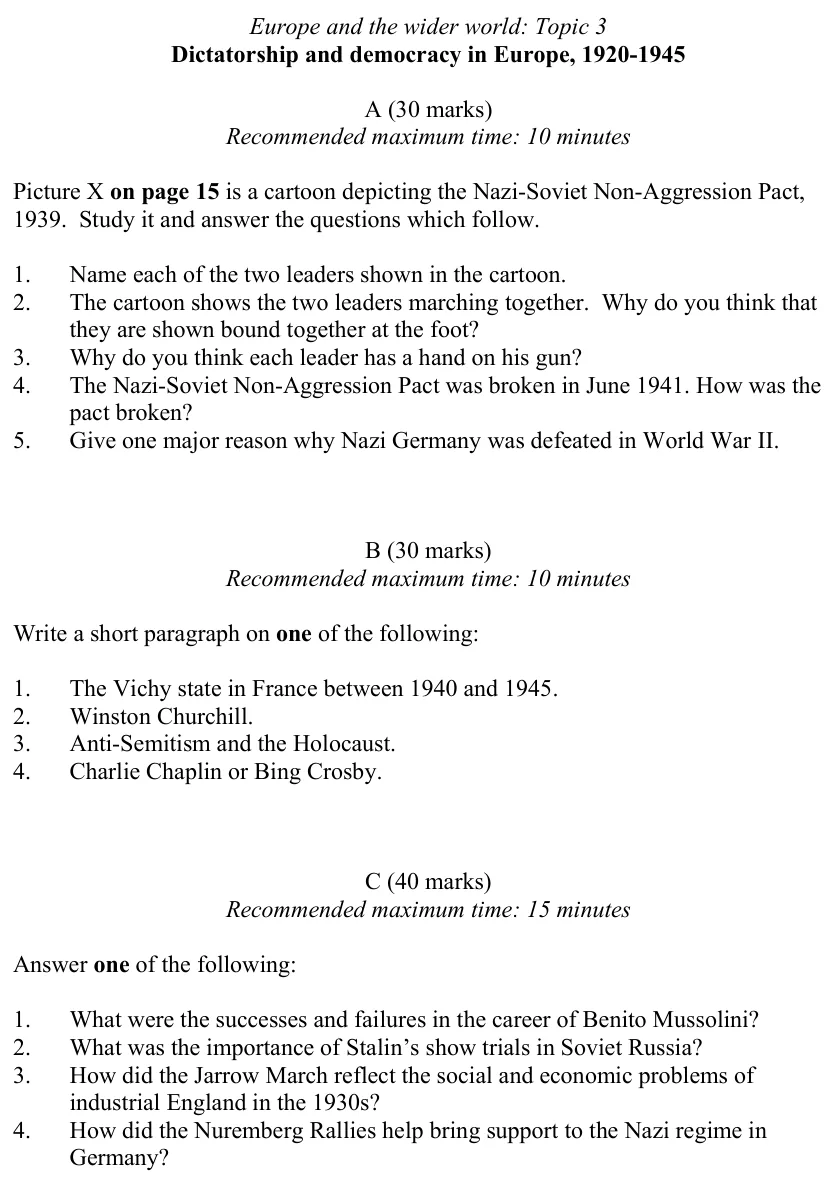 Europe and the wider world: Topic 3
Dictatorship and democracy in Europe, 1920-1945
A (30 marks)
Recommended maximum time: 10 minutes
Picture X on page 15 is a cartoon depicting the Nazi-Soviet Non-Aggression Pact,
1939. Study it and answer the questions which follow.
1. Name each of the two leaders shown in the cartoon.
2. The cartoon shows the two leaders marching together. Why do you think that
they are shown bound together at the foot?
3. Why do you think each leader has a hand on his gun?
4. The Nazi-Soviet Non-Aggression Pact was broken in June 1941. How was the
pact broken?
5. Give one major reason why Nazi Germany was defeated in World War II.
B (30 marks)
Recommended maximum time: 10 minutes
Write a short paragraph on one of the following:
1. The Vichy state in France between 1940 and 1945.
2. Winston Churchill.
3. Anti-Semitism and the Holocaust.
4. Charlie Chaplin or Bing Crosby.
C (40 marks)
Recommended maximum time: 15 minutes
Answer one of the following:
1. What were the successes and failures in the career of Benito Mussolini?
2. What was the importance of Stalin’s show trials in Soviet Russia?
3. How did the Jarrow March reflect the social and economic problems of
industrial England in the 1930s?
4. How did the Nuremberg Rallies help bring support to the Nazi regime in
Germany?